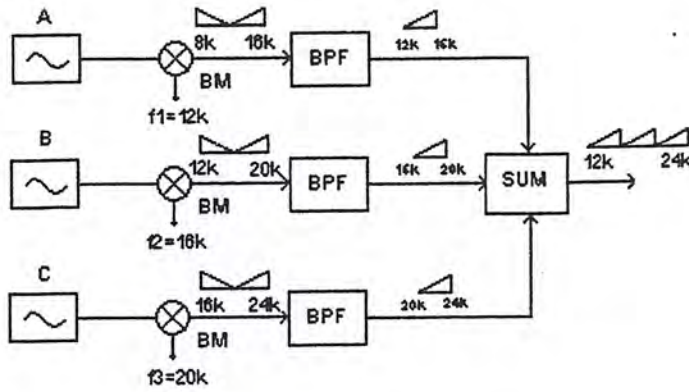 A
8k 16k
BPF
12k 16k
BM
f1=12k
B
12k 20k
BPF
16k 20k
SUM
12k 24k
BM
f2=16k
C
16k 24k
BPF
20k 24k
BM
f3=20k